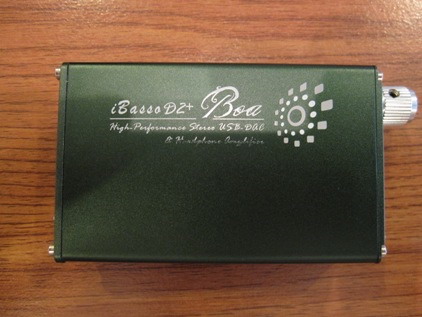 iBasso D2+ Boa
High-Performance Stereo USB-DAC
& Headphone Amplifier